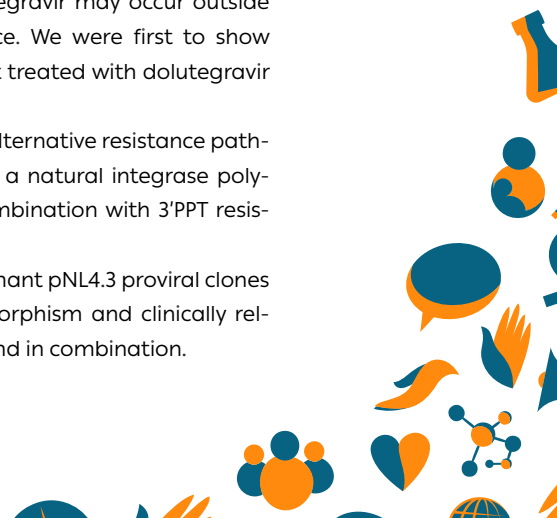 egravir may occur outside
ce. We were first to show
t treated with dolutegravir
lternative resistance path-
a natural integrase poly-
mbination with 3'PPT resis-
nant pNL4.3 proviral clones
orphism and clinically rel-
nd in combination.